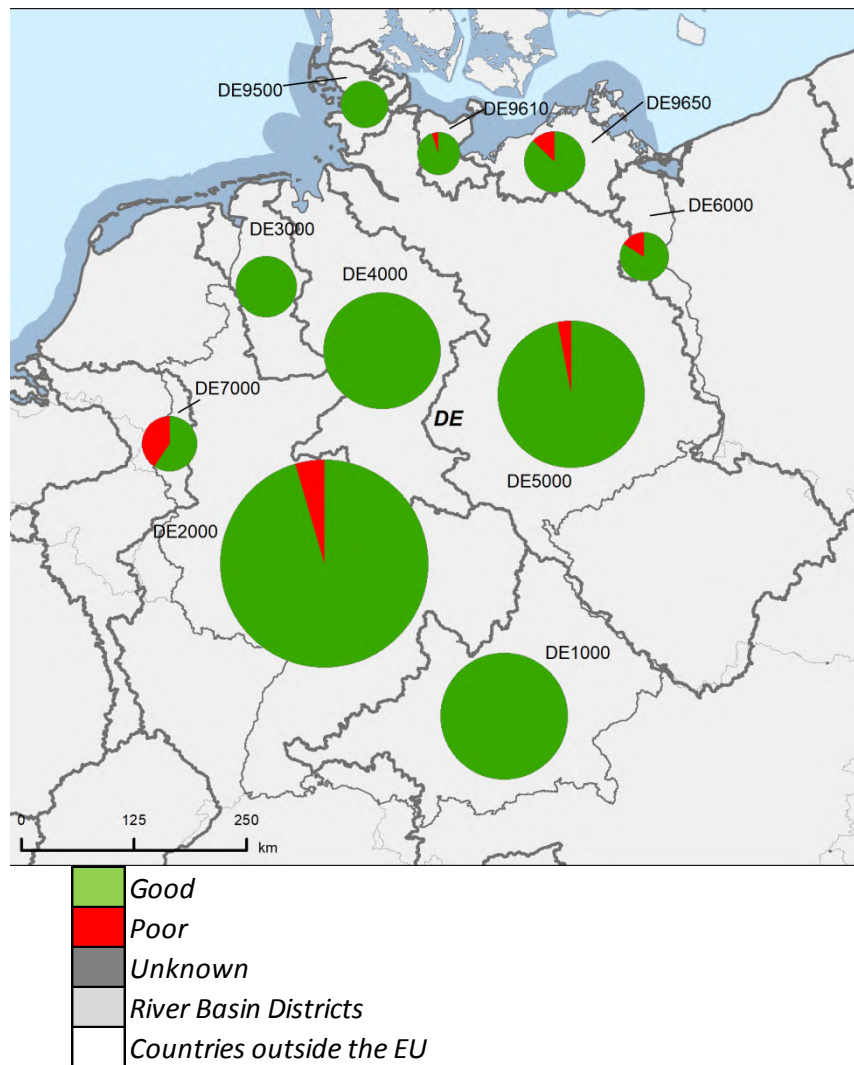 DE9500
DE9610
DE9650
DE6000
DE3000
DE4000
DE7000
DE
DE5000
DE2000
DE1000
0 125 250
km
Good
Poor
Unknown
River Basin Districts
Countries outside the EU